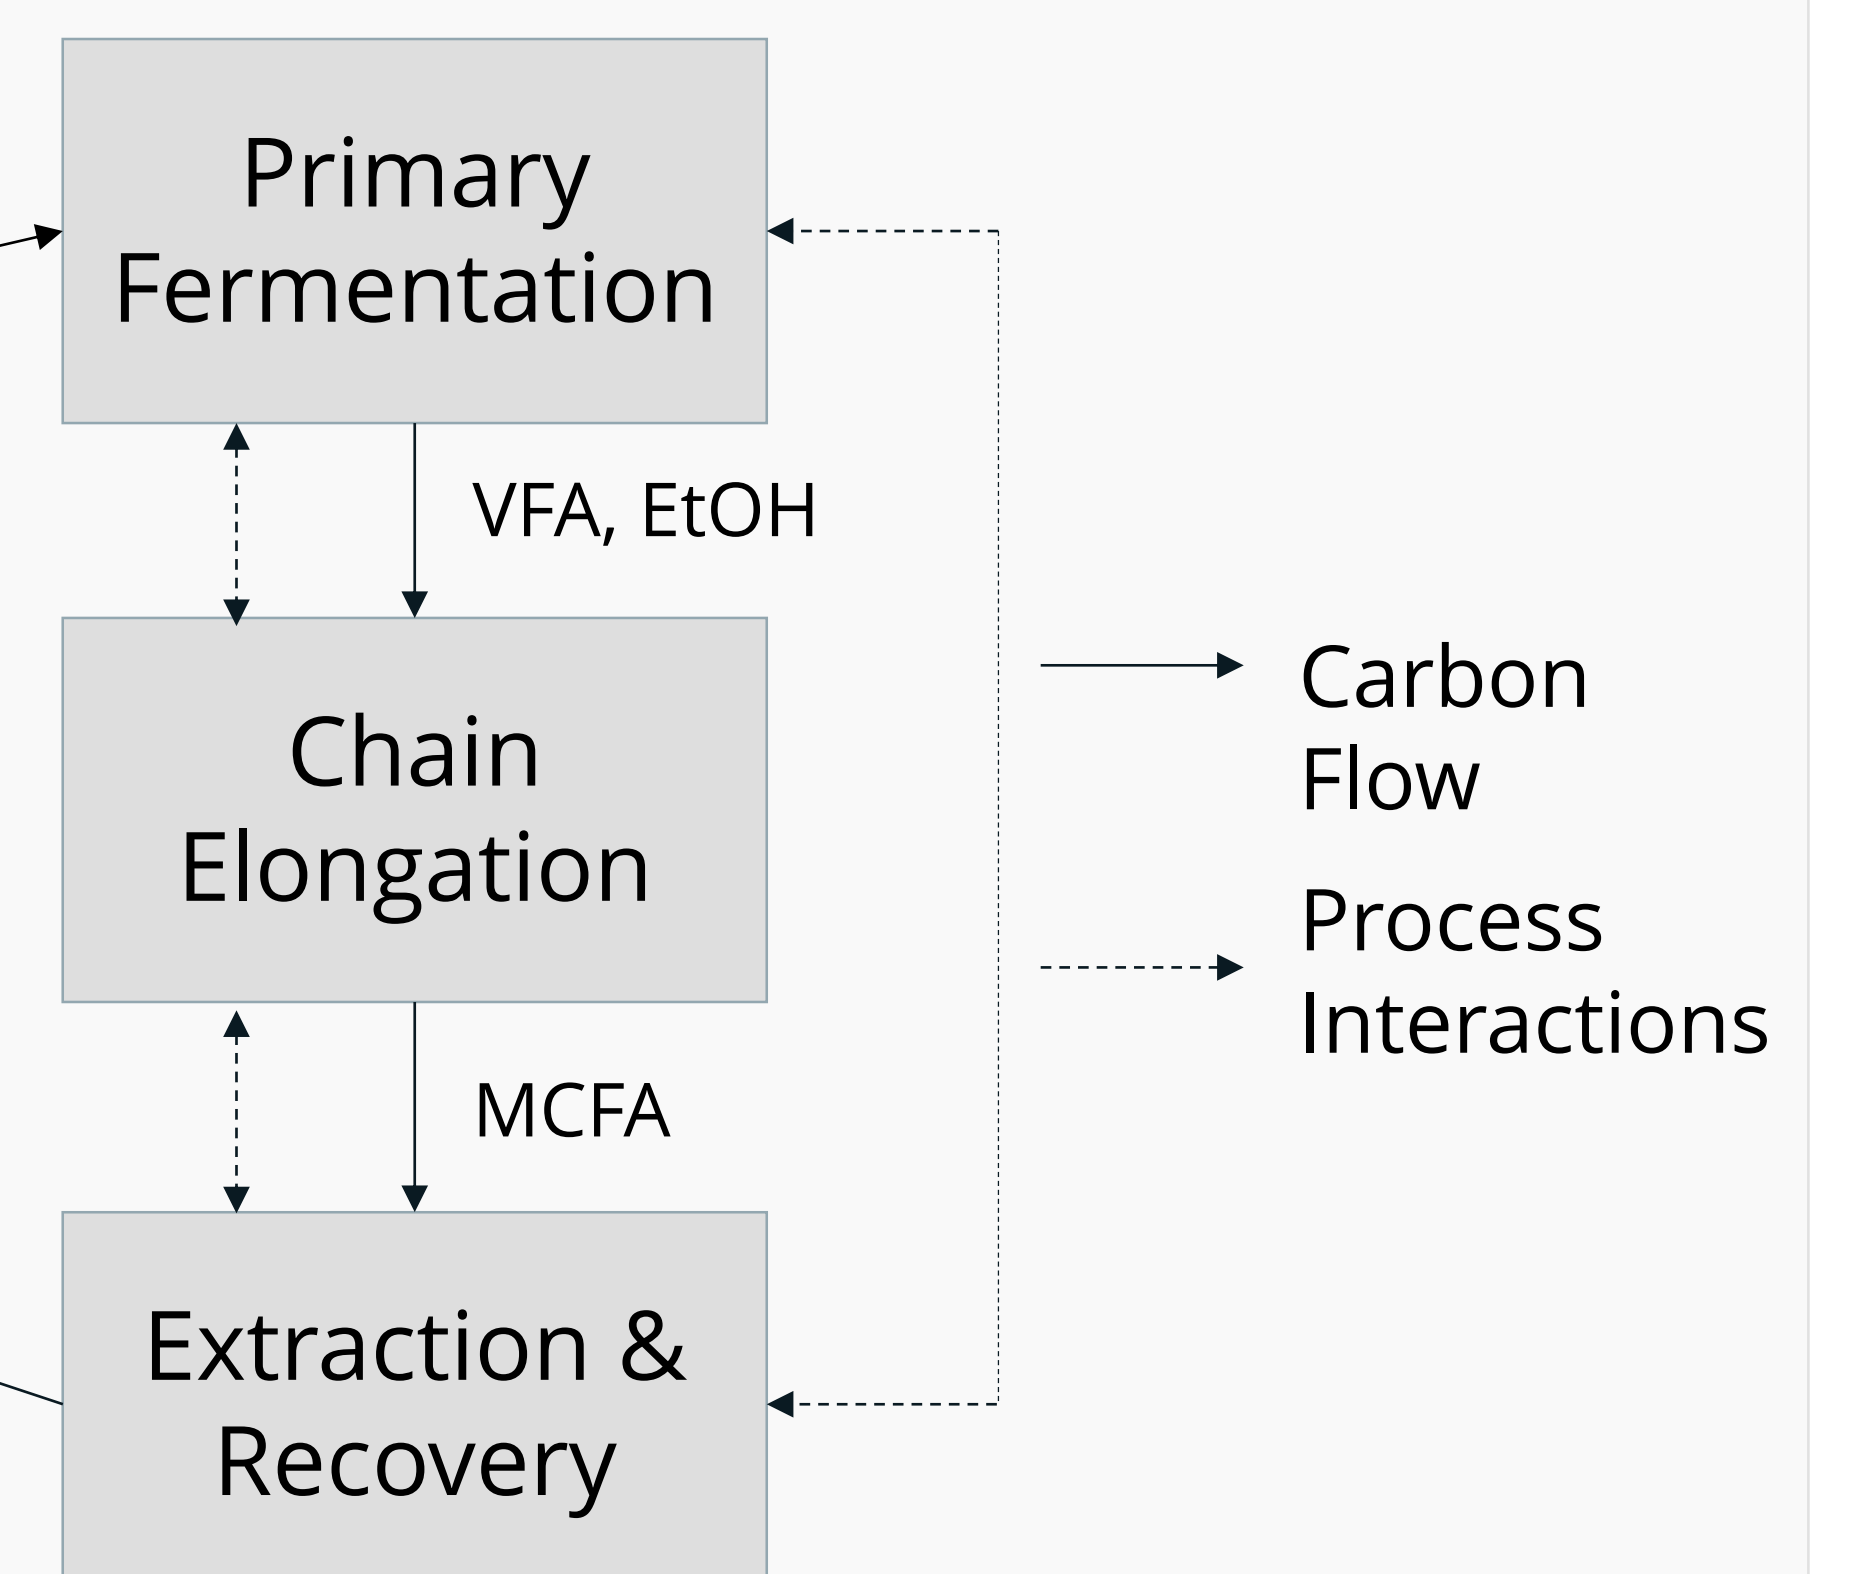 Primary
Fermentation
VFA, EtOH
Chain
Elongation
Carbon
Flow
Process
Interactions
MCFA
Extraction &
Recovery